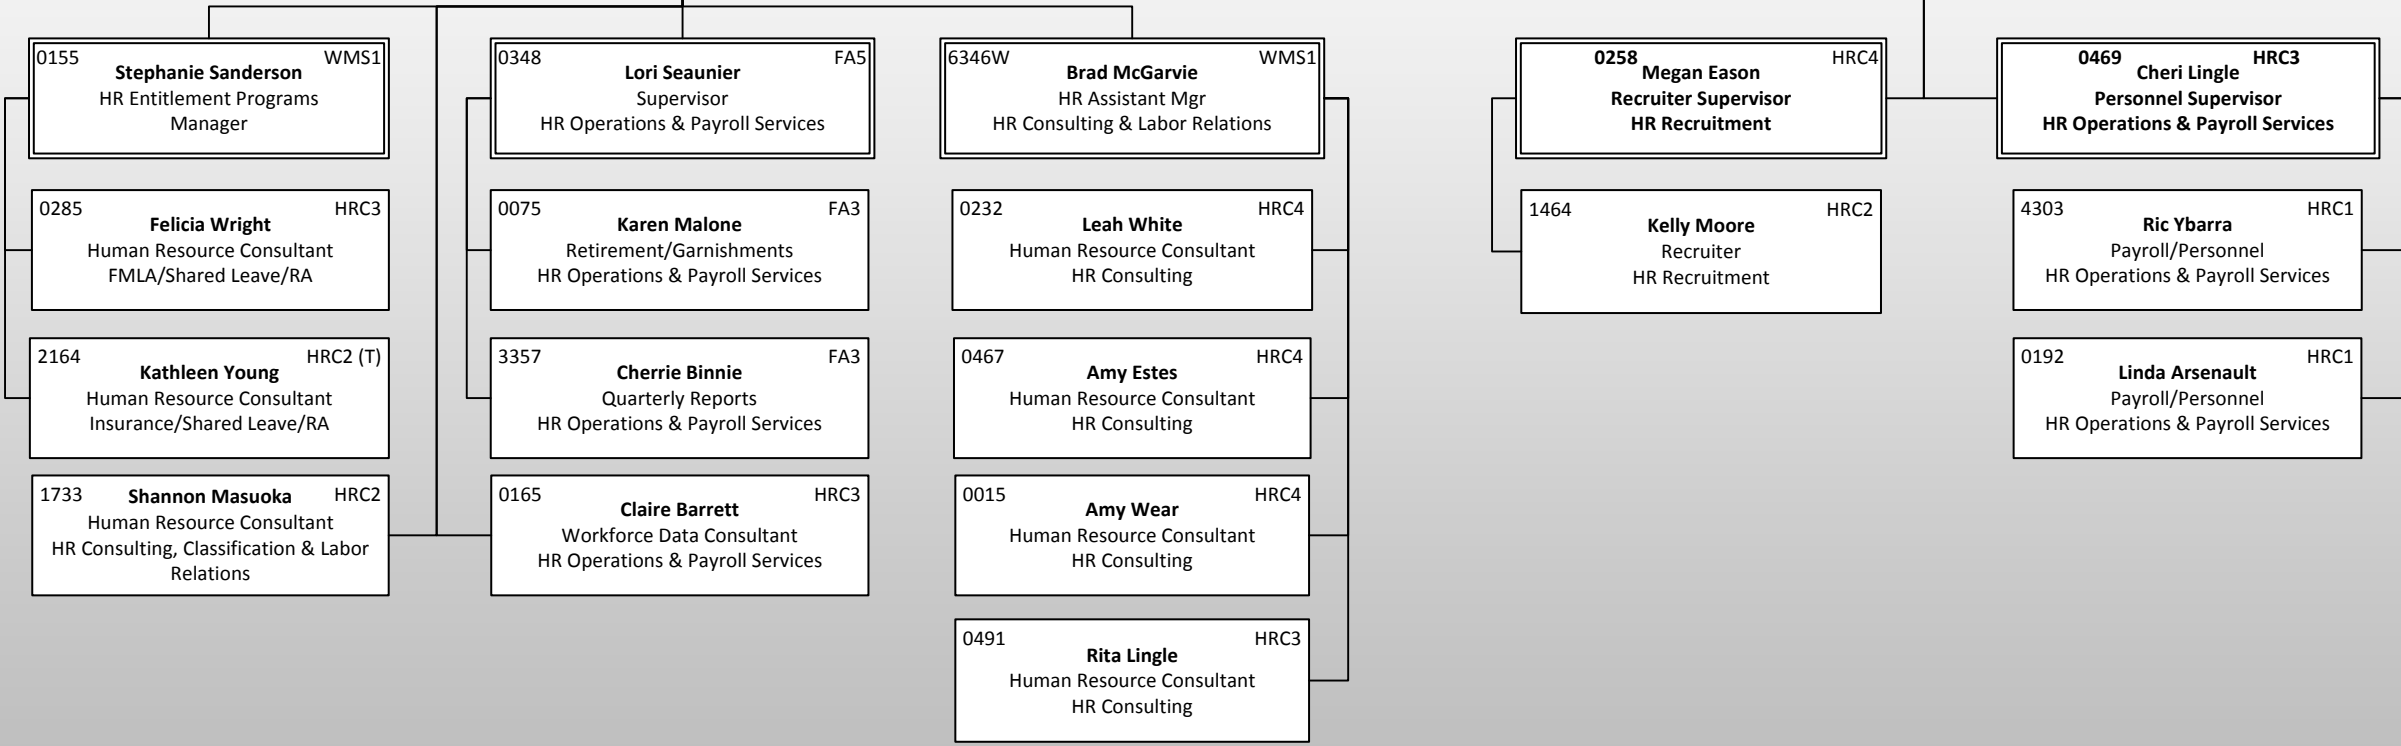 0155 WMS1
Stephanie Sanderson
HR Entitlement Programs
Manager
0348 FA5
Lori Seaunier
Supervisor
HR Operations & Payroll Services
6346W WMS1
Brad McGarvie
HR Assistant Mgr
HR Consulting & Labor Relations
0258 HRC4
Megan Eason
Recruiter Supervisor
HR Recruitment
0469 HRC3
Cheri Lingle
Personnel Supervisor
HR Operations & Payroll Services
0285 HRC3
Felicia Wright
Human Resource Consultant
FMLA/Shared Leave/RA
0075 FA3
Karen Malone
Retirement/Garnishments
HR Operations & Payroll Services
0232 HRC4
Leah White
Human Resource Consultant
HR Consulting
1464 HRC2
Kelly Moore
Recruiter
HR Recruitment
4303 HRC1
Ric Ybarra
Payroll/Personnel
HR Operations & Payroll Services
2164 HRC2 (T)
Kathleen Young
Human Resource Consultant
Insurance/Shared Leave/RA
3357 FA3
Cherrie Binnie
Quarterly Reports
HR Operations & Payroll Services
0467 HRC4
Amy Estes
Human Resource Consultant
HR Consulting
0192 HRC1
Linda Arsenault
Payroll/Personnel
HR Operations & Payroll Services
1733 Shannon Masuoka HRC2
Human Resource Consultant
HR Consulting, Classification & Labor
Relations
0165 HRC3
Claire Barrett
Workforce Data Consultant
HR Operations & Payroll Services
0015 HRC4
Amy Wear
Human Resource Consultant
HR Consulting
0491 HRC3
Rita Lingle
Human Resource Consultant
HR Consulting